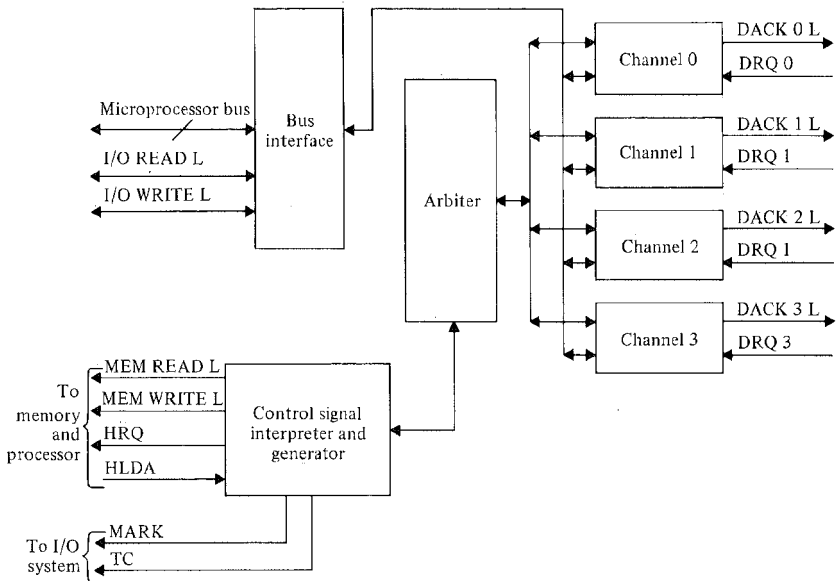 DACK 0 L
Channel 0
DRQ 0
Microprocessor bus
Bus
interface
I/O READ L
I/O WRITE L
DACK 1 L
Channel 1
DRQ 1
Arbiter
DACK 2 L
Channel 2
DRQ 1
DACK 3 L
Channel 3
DRQ 3
To
memory
and
processor
MEM READ L
MEM WRITE L
HRQ
HLDA
Control signal
interpreter and
generator
To I/O
system
MARK
TC